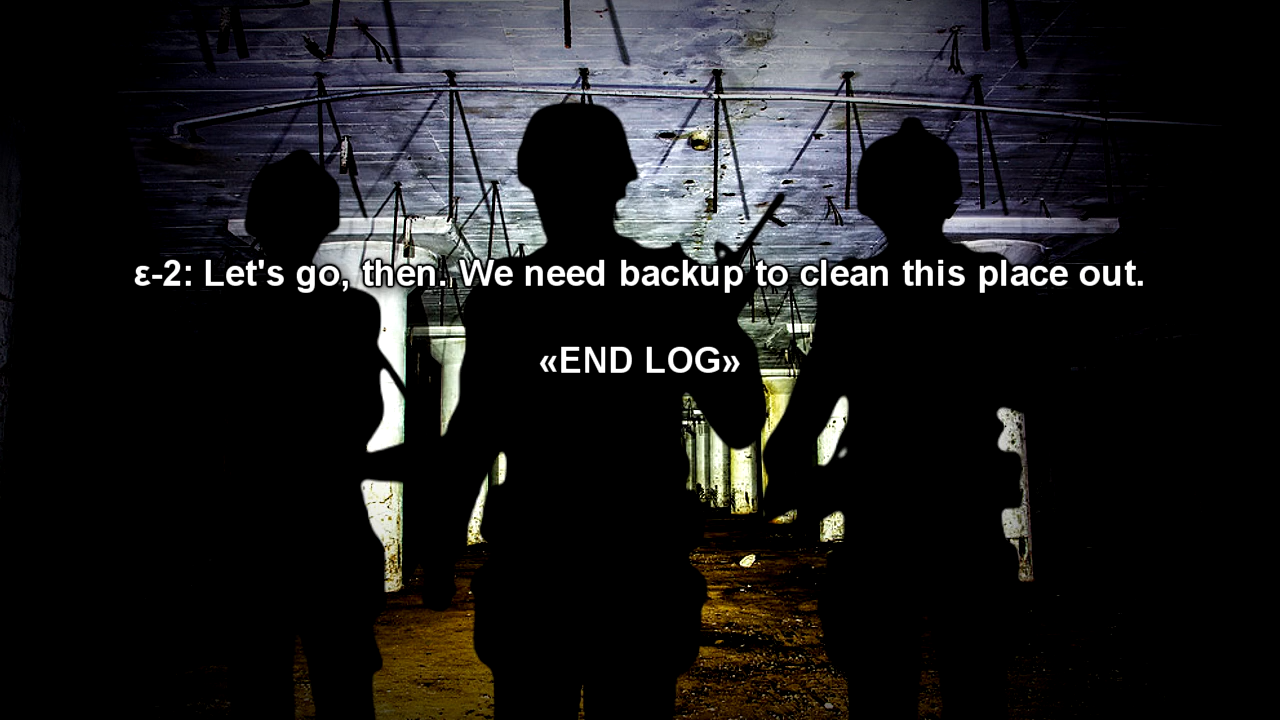 ε-2: Let's go, then. We need backup to clean this place out.
«END LOG»